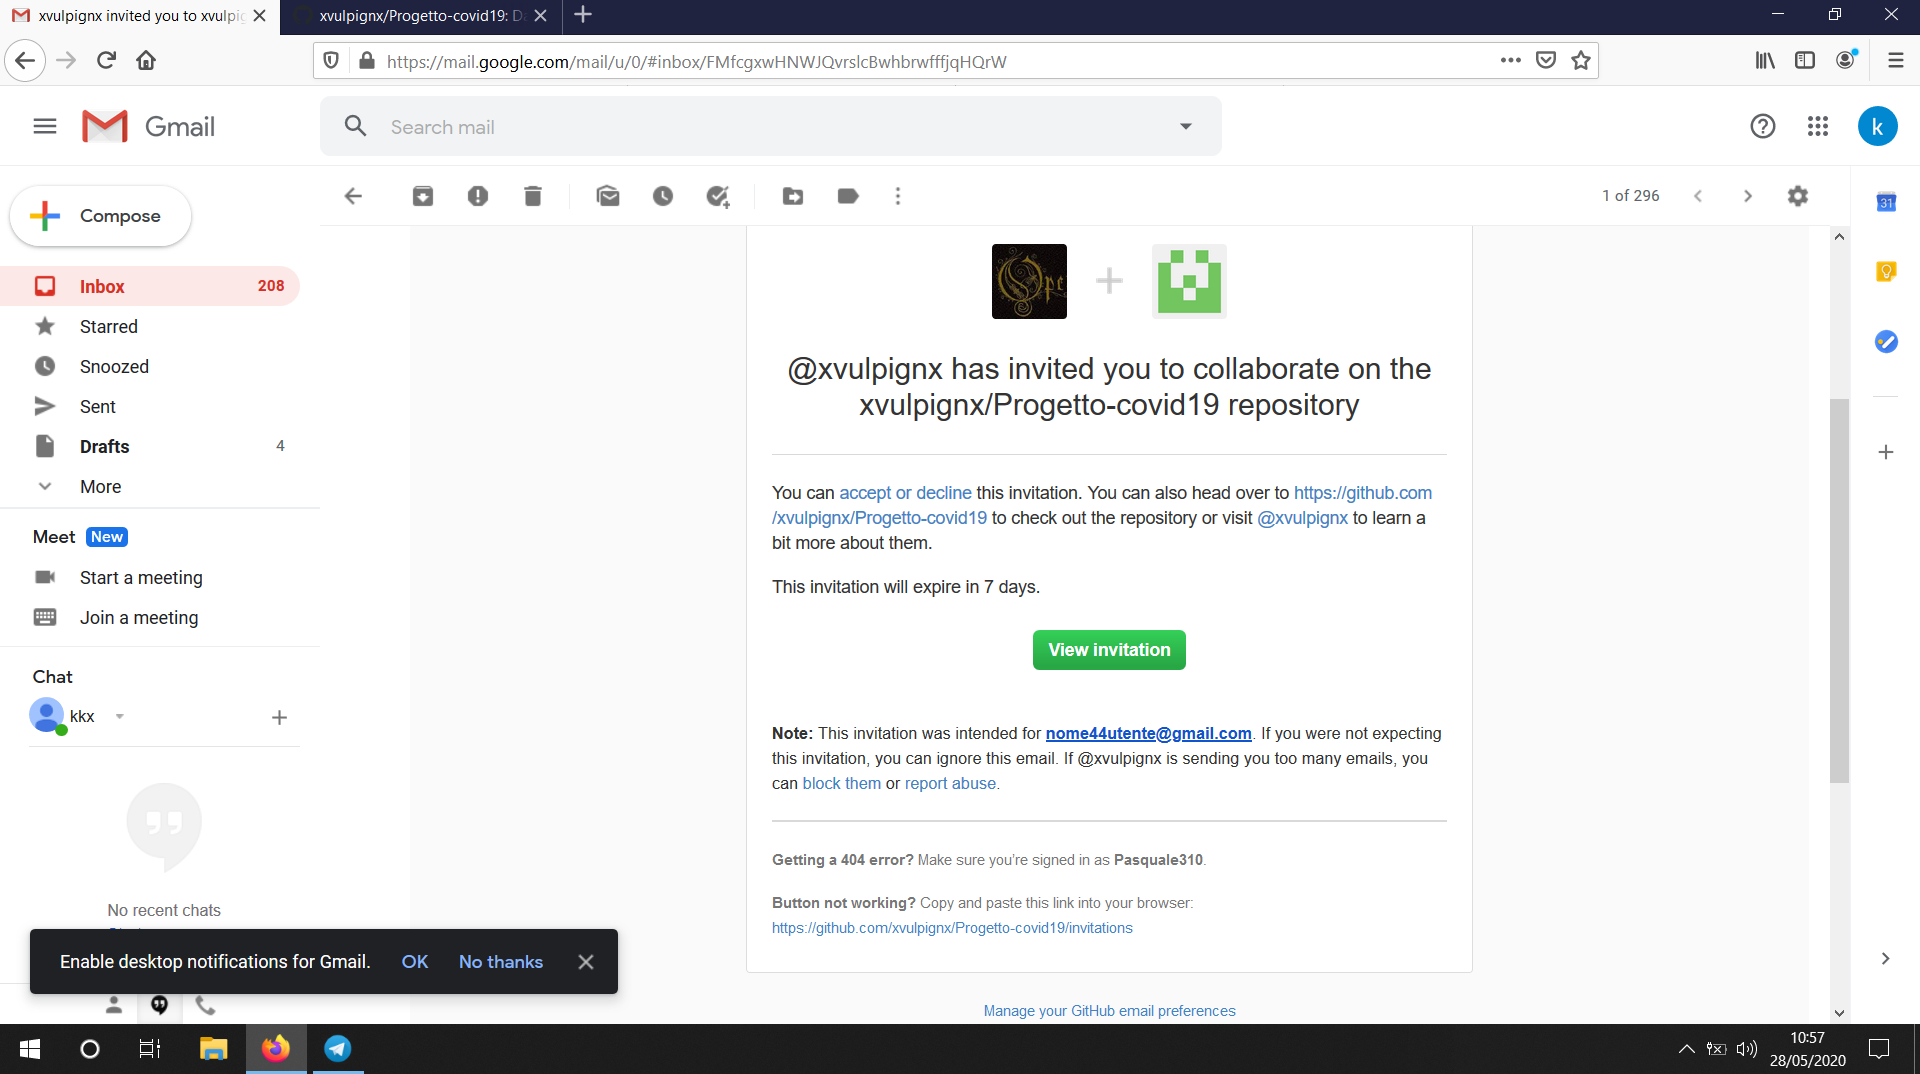 xvulpignx invited you to xvulpig
xvulpignx/Progetto-covid19: D
https://mail.google.com/mail/u/0/#inbox/FMfcgxwHNWJQvrslcBwhbrwfffjqHQrW
Gmail
Search mail
k
Compose
1 of 296
31
Inbox 208
Starred
Snoozed
Sent
Drafts 4
More
Meet New
Start a meeting
Join a meeting
Chat
kkx
No recent chats
Ope
@xvulpignx has invited you to collaborate on the
xvulpignx/Progetto-covid19 repository
You can accept or decline this invitation. You can also head over to https://github.com
/xvulpignx/Progetto-covid19 to check out the repository or visit @xvulpignx to learn a
bit more about them.
This invitation will expire in 7 days.
View invitation
Note: This invitation was intended for nome44utente@gmail.com. If you were not expecting
this invitation, you can ignore this email. If @xvulpignx is sending you too many emails, you
can block them or report abuse.
Getting a 404 error? Make sure you're signed in as Pasquale310.
Button not working? Copy and paste this link into your browser:
https://github.com/xvulpignx/Progetto-covid19/invitations
Manage your GitHub email preferences
Enable desktop notifications for Gmail. OK No thanks
10:57
28/05/2020